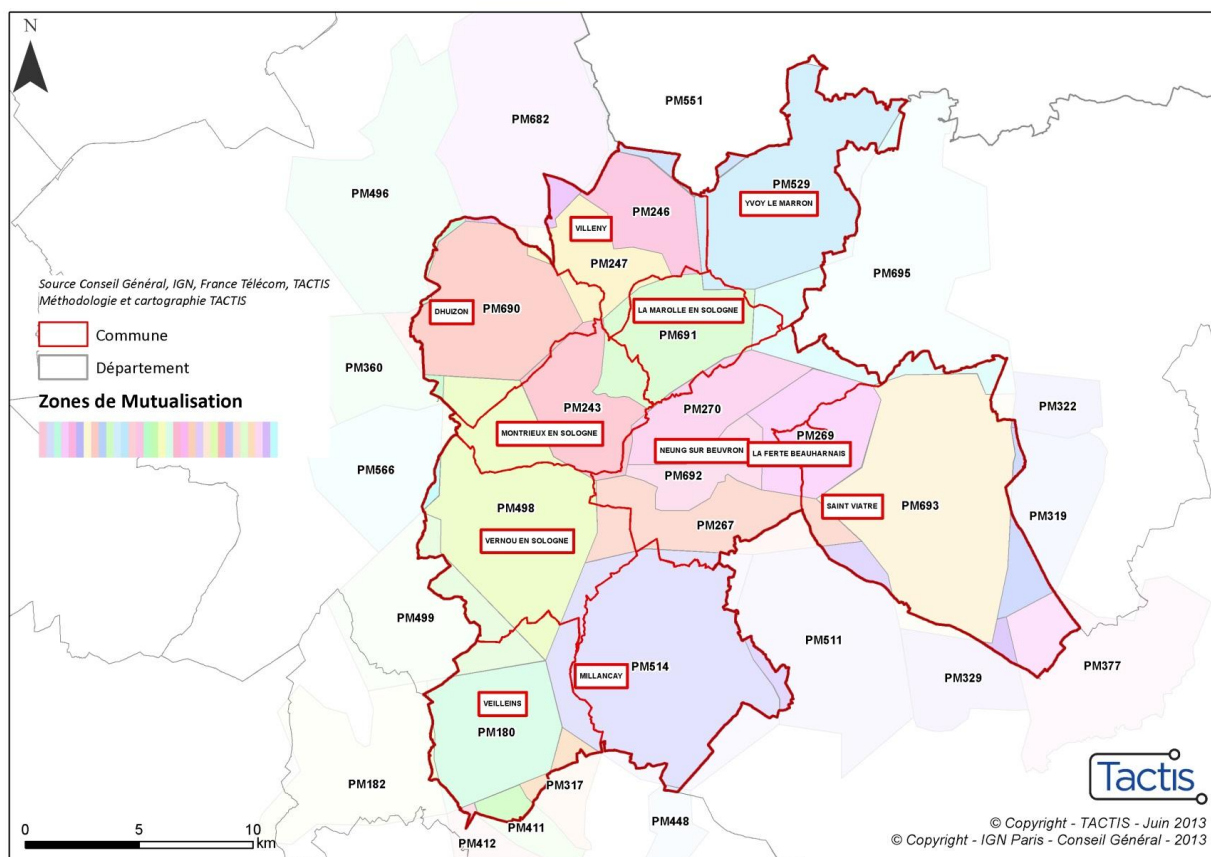 N
PM551
PM682
PM496
PM529
YVOY LE MARRON
PM246
VILLENY
PM247
PM695
Source Conseil Général, IGN, France Télécom, TACTIS
Méthodologie et cartographie TACTIS
Commune
Département
Zones de Mutualisation
DHUIZON
PM690
LA MAROLLE EN SOLOGNE
PM691
PM360
PM243
PM270
PM322
MONTRIEUX EN SOLOGNE
PM269
NEUNG SUR BEUVRON
LA FERTE BEAUHARNAIS
PM566
PM692
PM498
SAINT VIATRE
PM693
PM319
PM267
VERNOU EN SOLOGNE
PM499
PM511
PM514
PM377
MILLANCAY
PM329
VEILLEINS
PM180
PM182
PM317
Tactis
PM411
PM448
PM412
0 5 10
km
© Copyright - TACTIS - Juin 2013
© Copyright - IGN Paris - Conseil Général - 2013